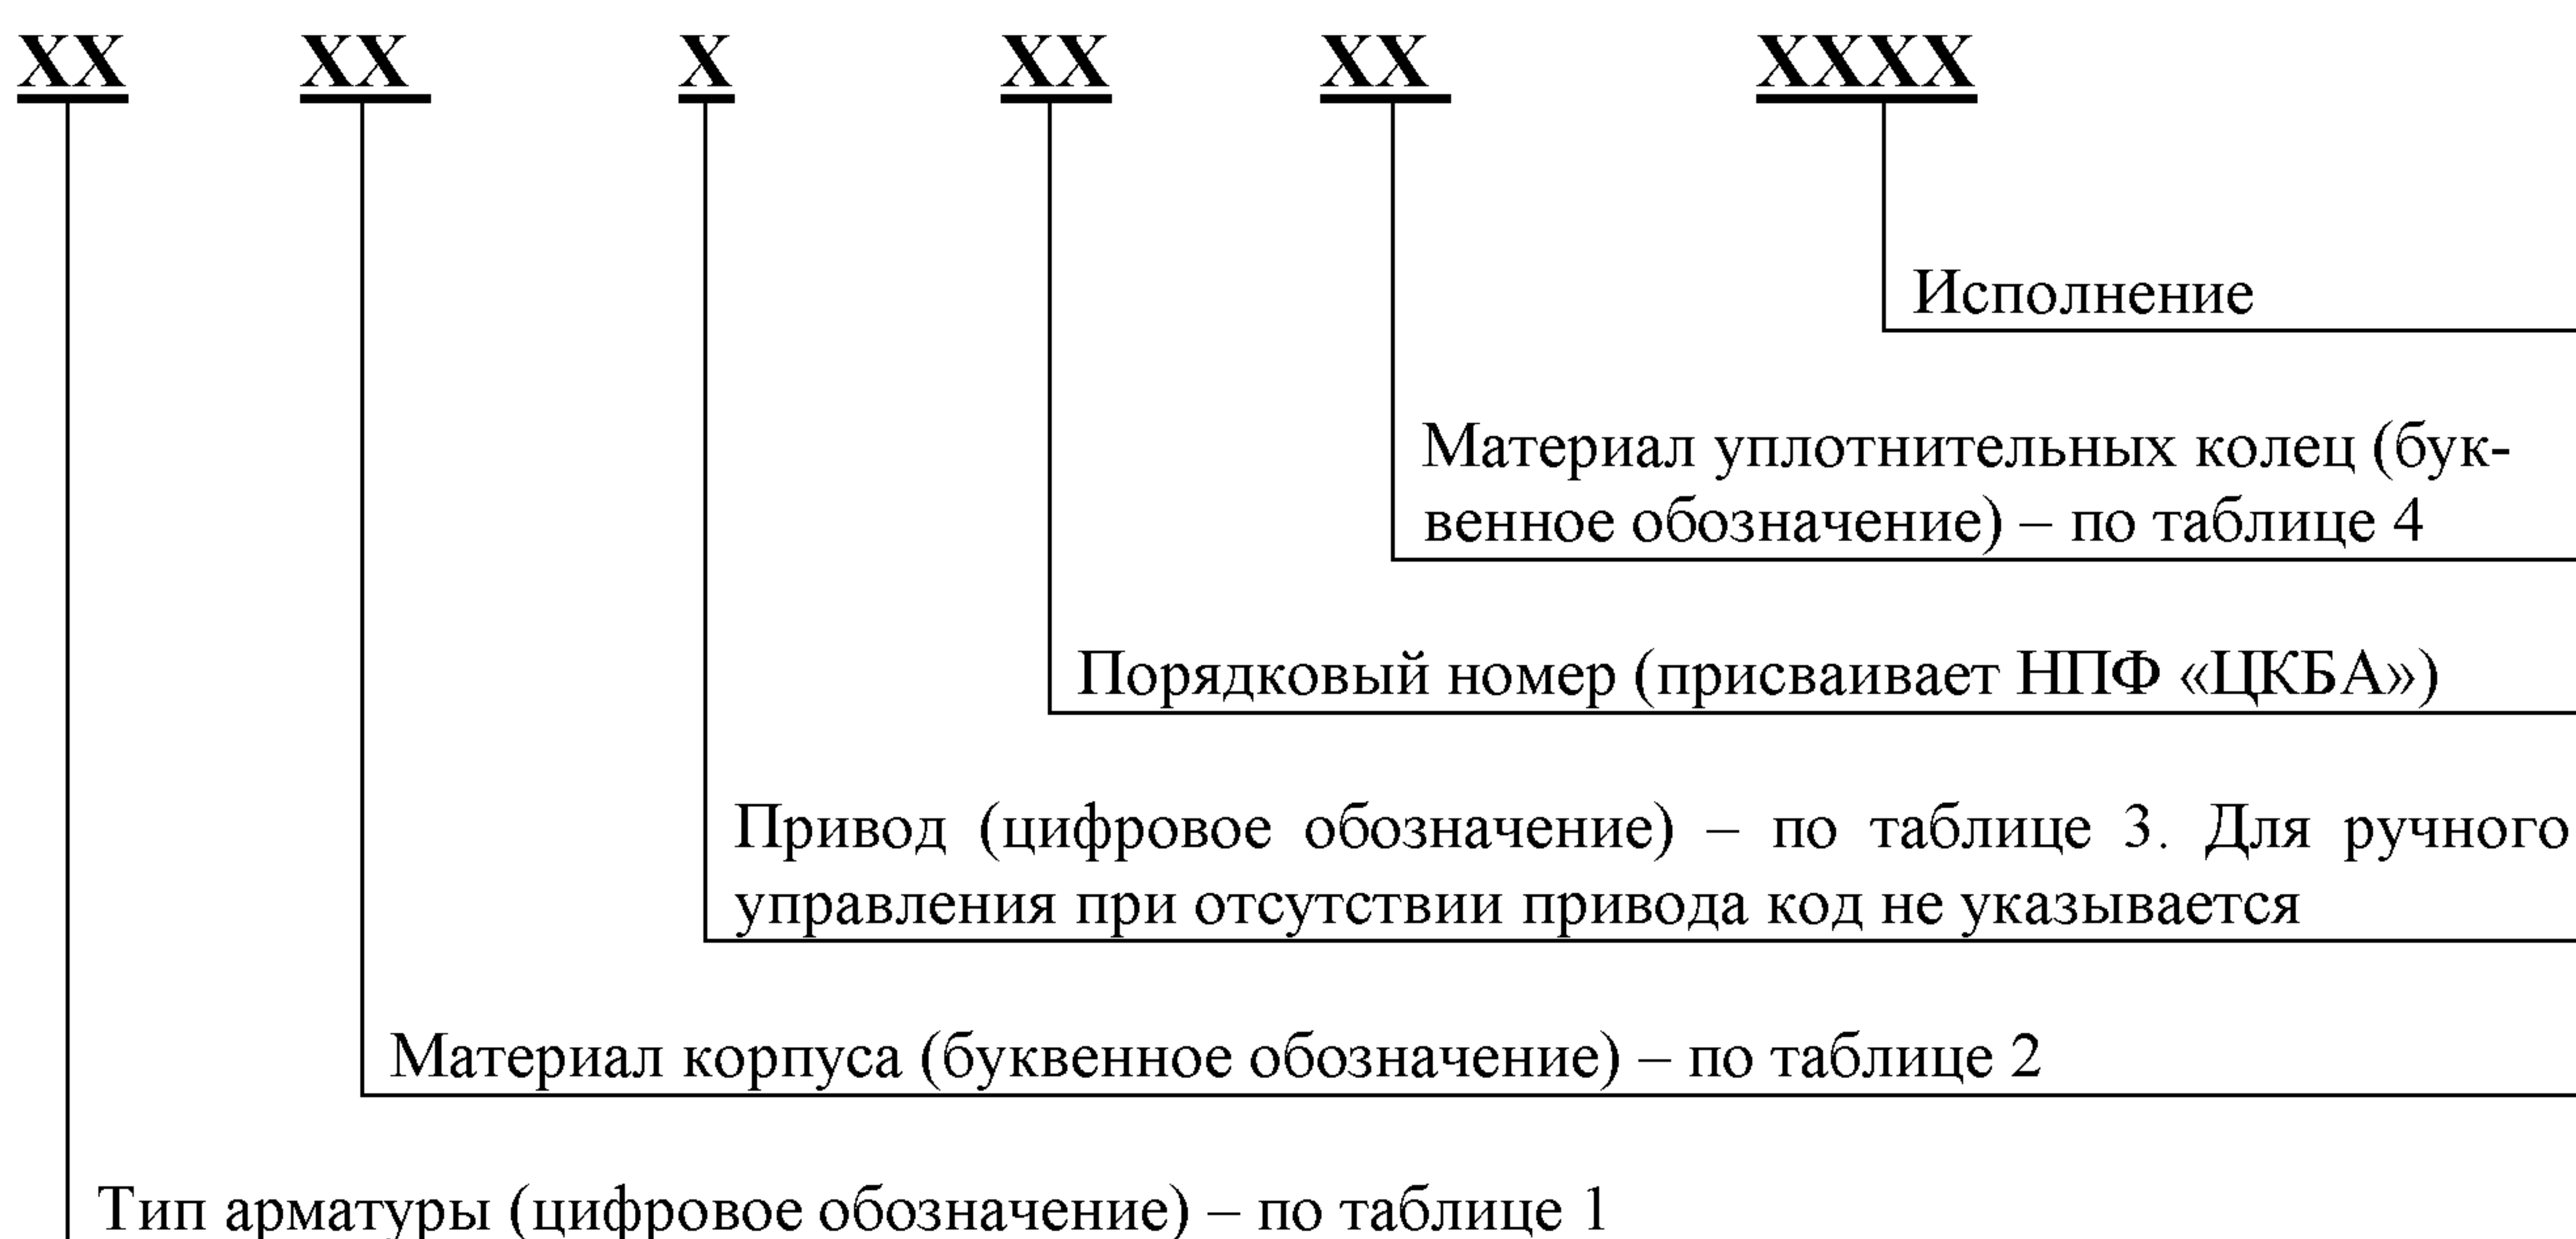 XX XX X XX XX XXXX
Исполнение
Материал уплотнительных колец (бук-
венное обозначение) – по таблице 4
Порядковый номер (присваивает НПФ «ЦКБА»)
Привод (цифровое обозначение) – по таблице 3. Для ручного
управления при отсутствии привода код не указывается
Материал корпуса (буквенное обозначение) – по таблице 2
Тип арматуры (цифровое обозначение) – по таблице 1